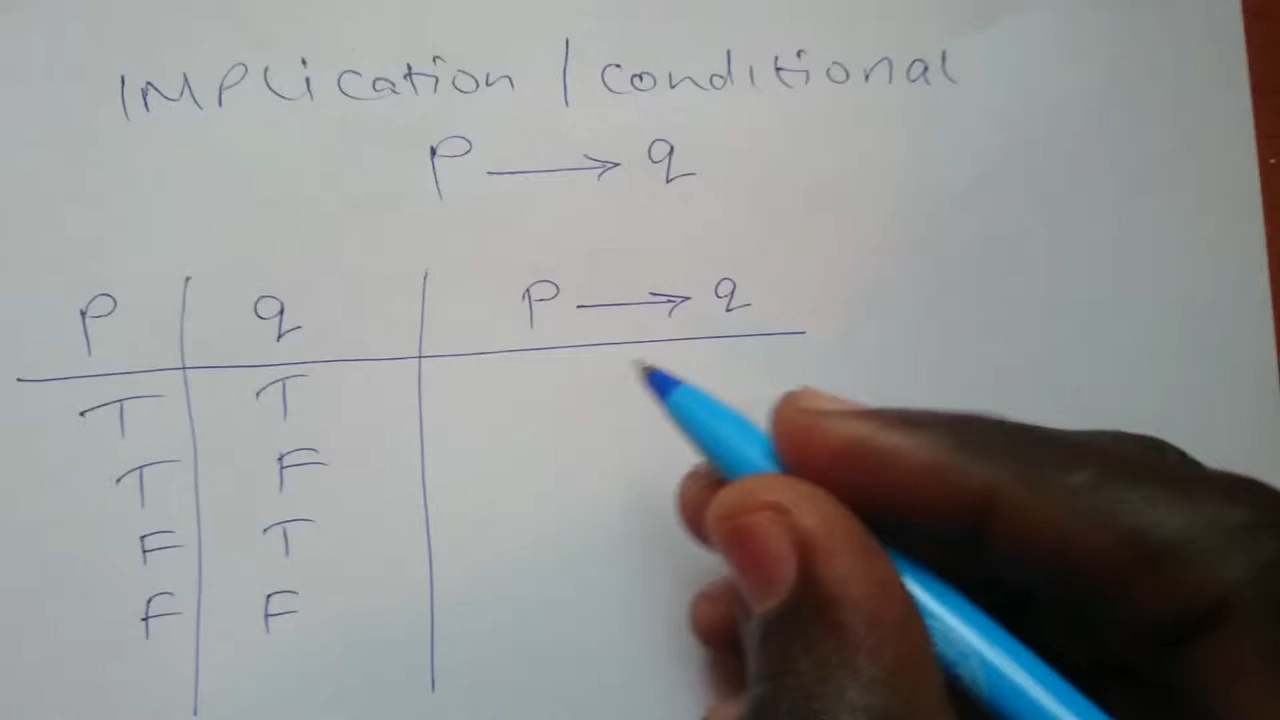 IMPLication | conditional
P → q
P | q | P → q
T | T
T | F
F | T
F | F